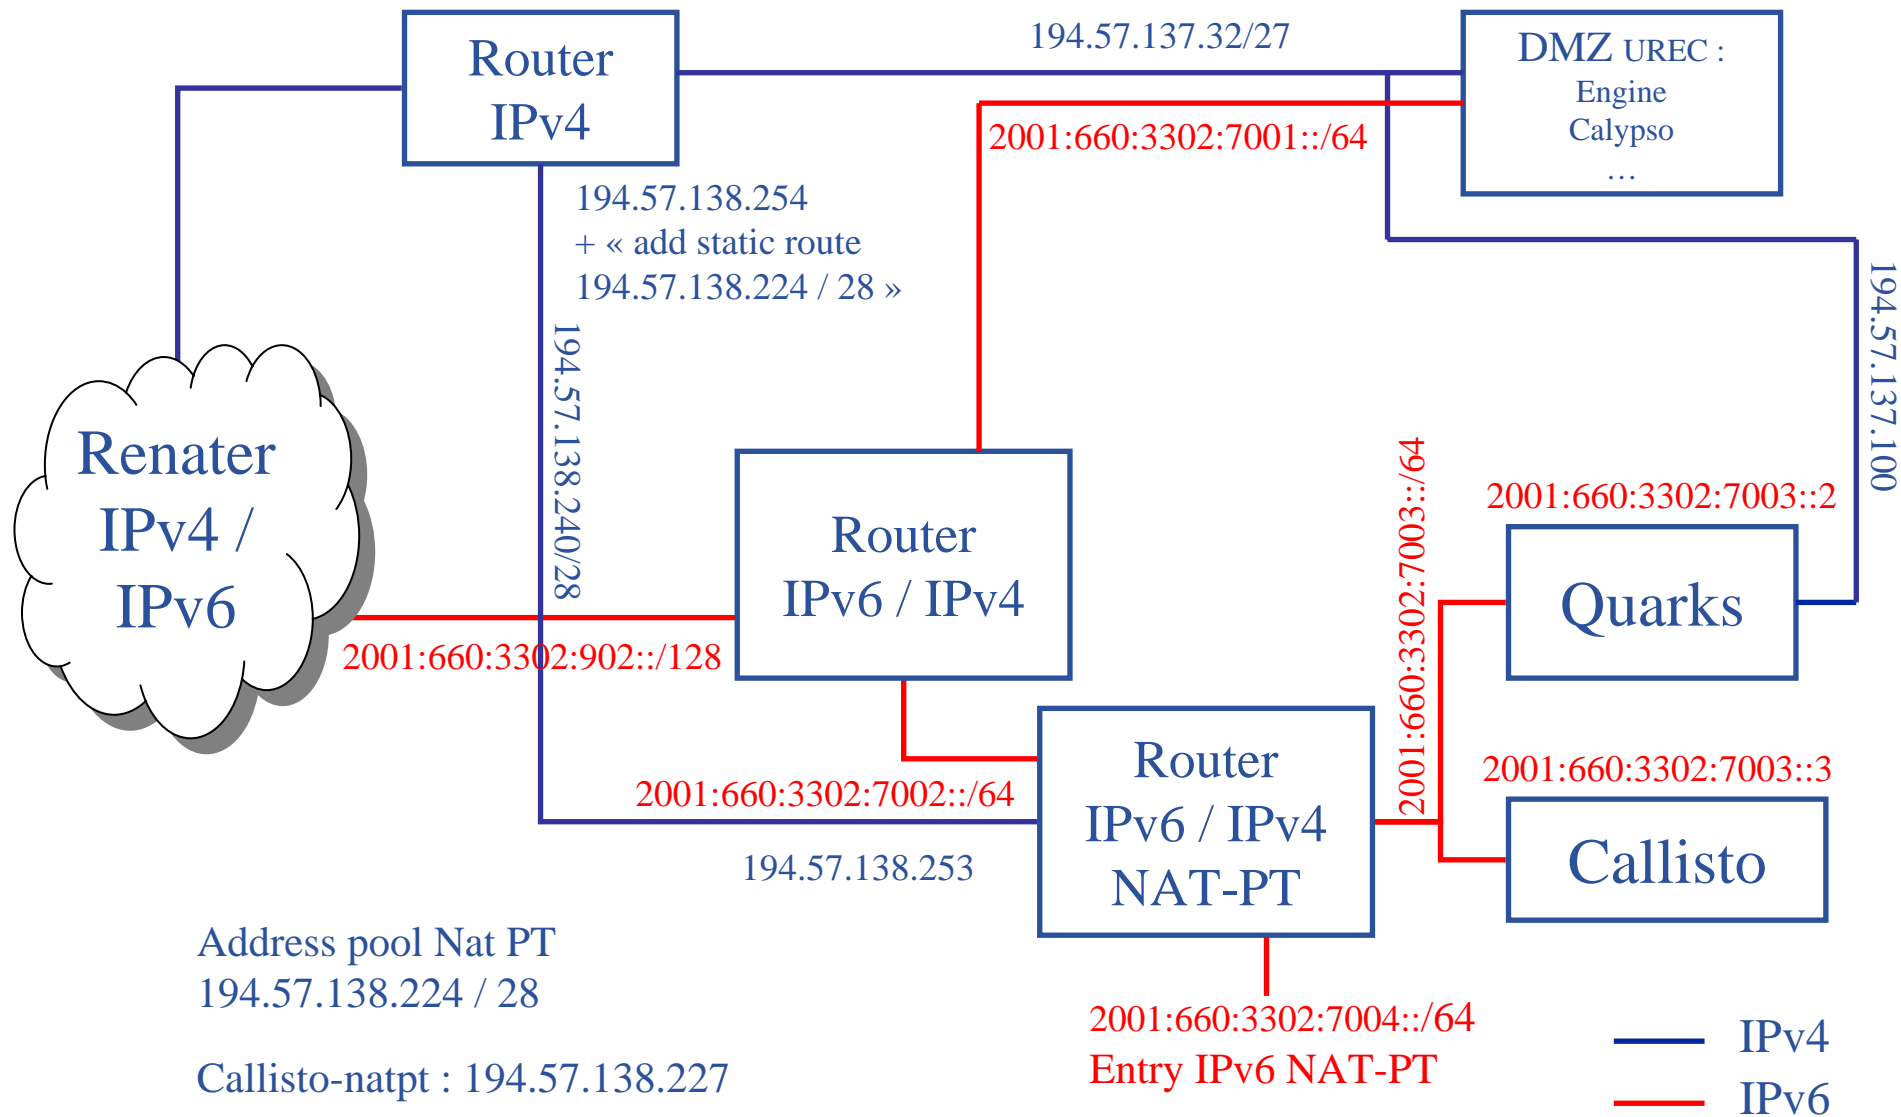 Router
IPv4
194.57.137.32/27
DMZ UREC :
Engine
Calypso
…
2001:660:3302:7001::/64
194.57.138.254
+ « add static route
194.57.138.224 / 28 »
194.57.138.240/28
194.57.137.100
Renater
IPv4 /
IPv6
Router
IPv6 / IPv4
2001:660:3302:902::/128
2001:660:3302:7003::/64
2001:660:3302:7003::2
Quarks
2001:660:3302:7002::/64
Router
IPv6 / IPv4
NAT-PT
2001:660:3302:7003::3
Callisto
194.57.138.253
Address pool Nat PT
194.57.138.224 / 28
Callisto-natpt : 194.57.138.227
2001:660:3302:7004::/64
Entry IPv6 NAT-PT
IPv4
IPv6